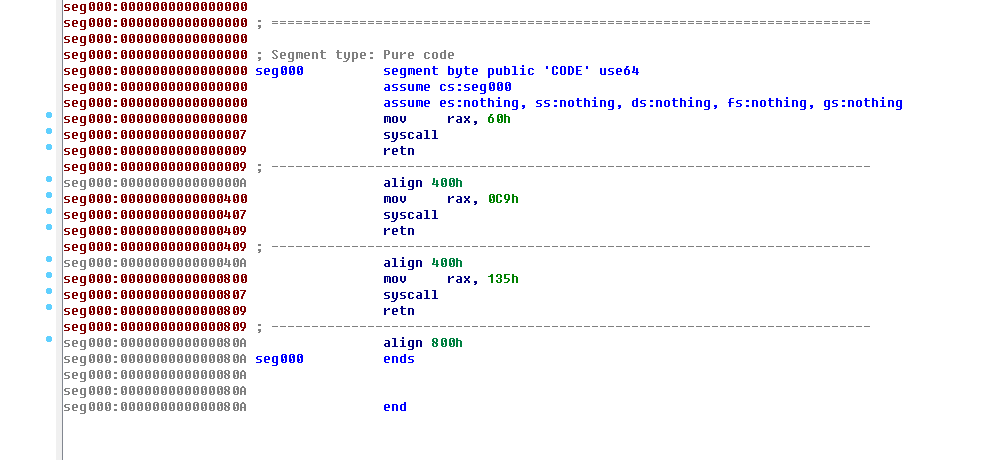 seg000:0000000000000000
seg000:0000000000000000 ; ===========================================================================
seg000:0000000000000000
seg000:0000000000000000 ; Segment type: Pure code
seg000:0000000000000000 seg000 segment byte public 'CODE' use64
seg000:0000000000000000 assume cs:seg000
seg000:0000000000000000 assume es:nothing, ss:nothing, ds:nothing, fs:nothing, gs:nothing
seg000:0000000000000000 mov rax, 60h
seg000:0000000000000007 syscall
seg000:0000000000000009 retn
seg000:0000000000000009 ; ---------------------------------------------------------------------------
seg000:000000000000000A align 400h
seg000:0000000000000400 mov rax, 0C9h
seg000:0000000000000407 syscall
seg000:0000000000000409 retn
seg000:0000000000000409 ; ---------------------------------------------------------------------------
seg000:000000000000040A align 400h
seg000:0000000000000800 mov rax, 135h
seg000:0000000000000807 syscall
seg000:0000000000000809 retn
seg000:0000000000000809 ; ---------------------------------------------------------------------------
seg000:000000000000080A align 800h
seg000:000000000000080A seg000 ends
seg000:000000000000080A
seg000:000000000000080A
seg000:000000000000080A end